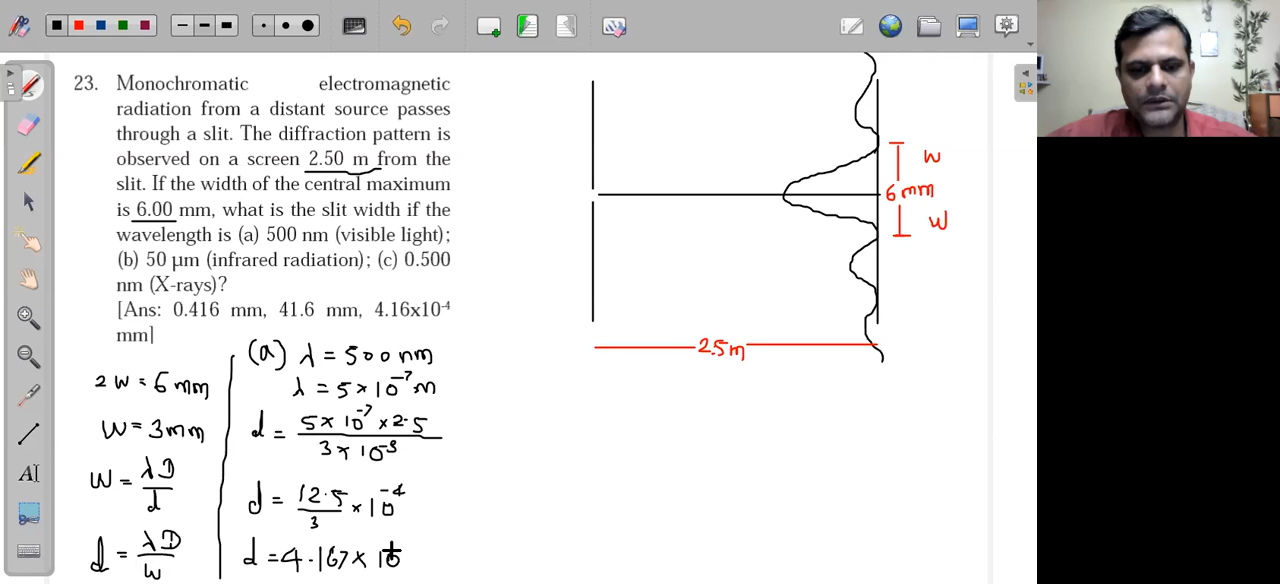 23. Monochromatic electromagnetic
radiation from a distant source passes
through a slit. The diffraction pattern is
observed on a screen 2.50 m from the
slit. If the width of the central maximum
is 6.00 mm, what is the slit width if the
wavelength is (a) 500 nm (visible light);
(b) 50 μm (infrared radiation); (c) 0.500
nm (X-rays)?
[Ans: 0.416 mm, 41.6 mm, 4.16x10⁻⁴
mm]
2W = 6 mm
W = 3 mm
W = λD/d
d = λD/W
(a) λ = 500 nm
λ = 5 × 10⁻⁷ m
d = 5 × 10⁻⁷ × 2.5 / 3 × 10⁻³
d = 12.5/3 × 10⁻⁴
d = 4.167 × 10
W
6 mm
W
2.5 m
AI